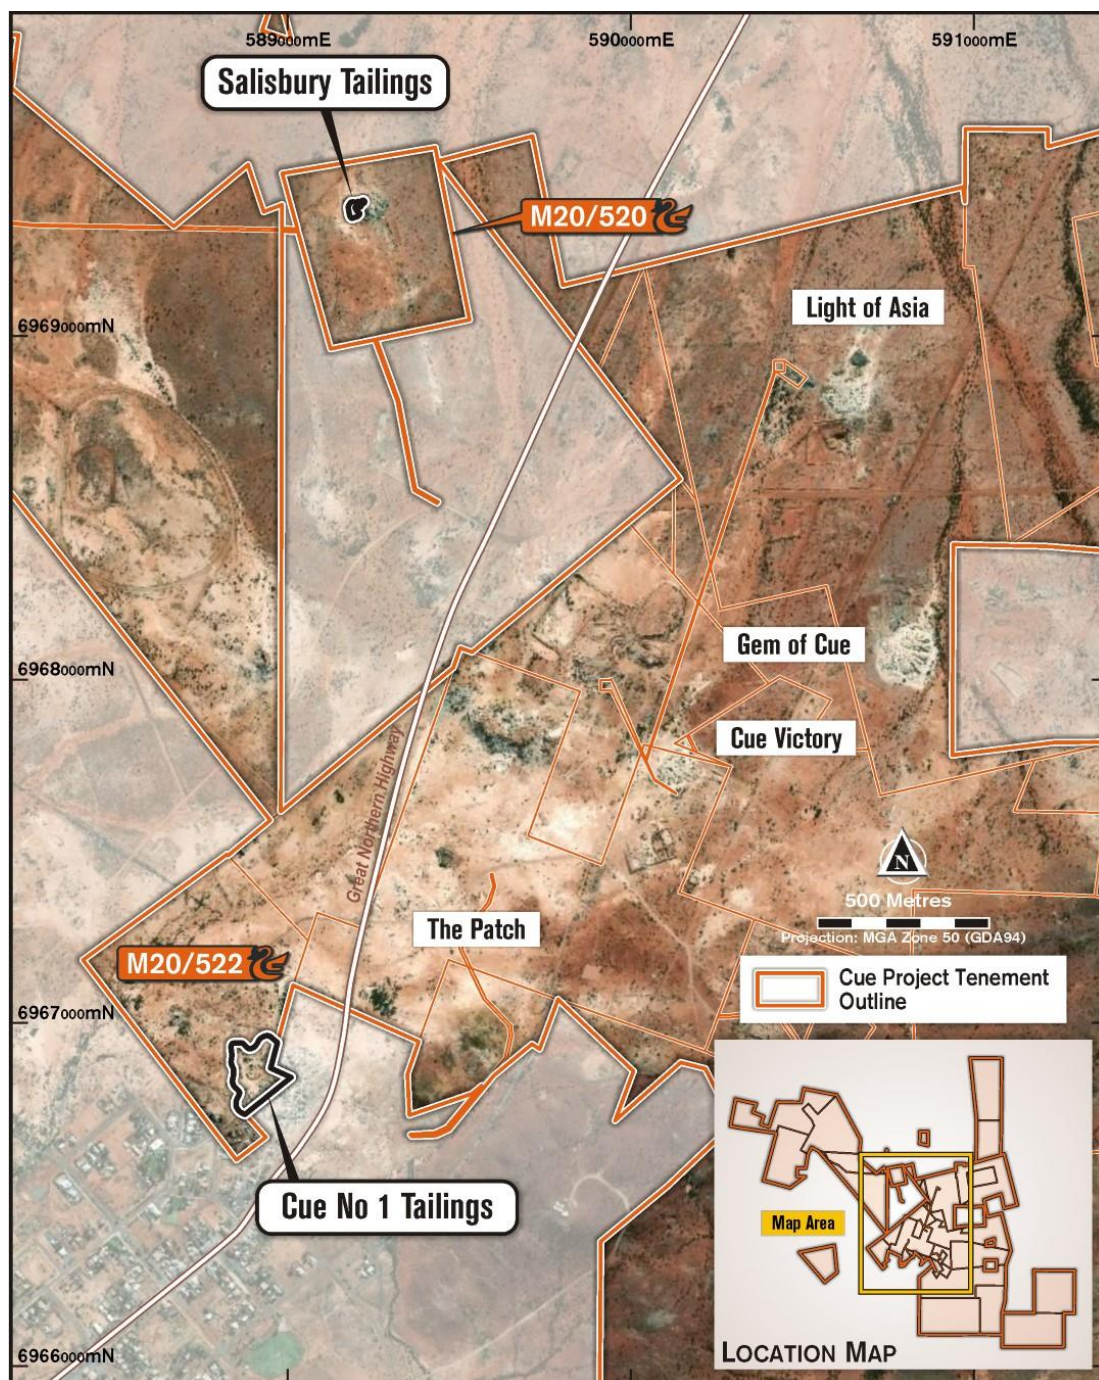 589000mE
590000mE
591000mE
Salisbury Tailings
M20/520
Light of Asia
6969000mN
Gem of Cue
6968000mN
Cue Victory
Great Northern Highway
N
500 Metres
Projection: MGA Zone 50 (GDA94)
The Patch
M20/522
Cue Project Tenement
Outline
6967000mN
Cue No 1 Tailings
Map Area
LOCATION MAP
6966000mN